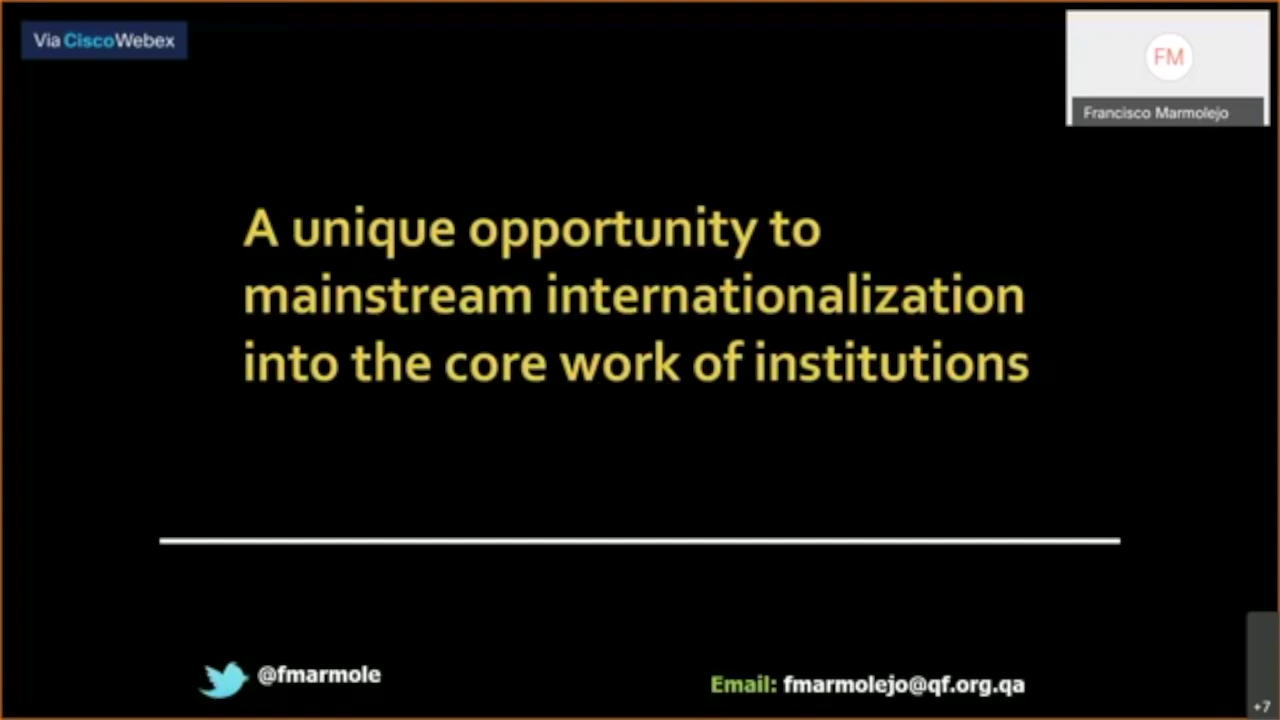 Via CiscoWebex
FM
Francisco Marmolejo
A unique opportunity to
mainstream internationalization
into the core work of institutions
@fmarmole
Email: fmarmolejo@qf.org.qa
+7